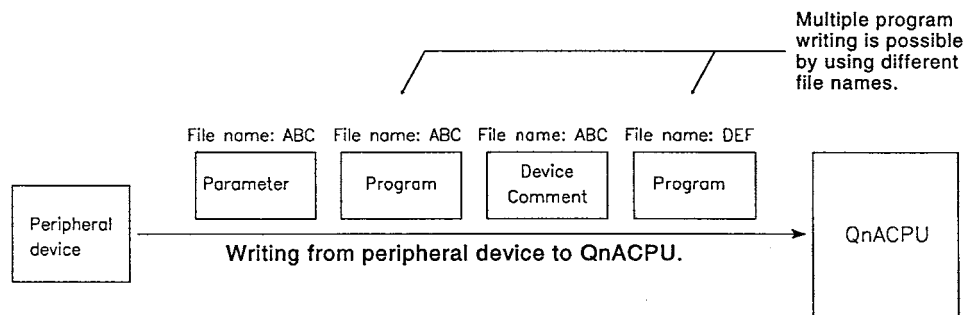 Multiple program
writing is possible
by using different
file names.
File name: ABC
File name: ABC
File name: ABC
File name: DEF
Parameter
Program
Device
Comment
Program
Peripheral
device
QnACPU
Writing from peripheral device to QnACPU.